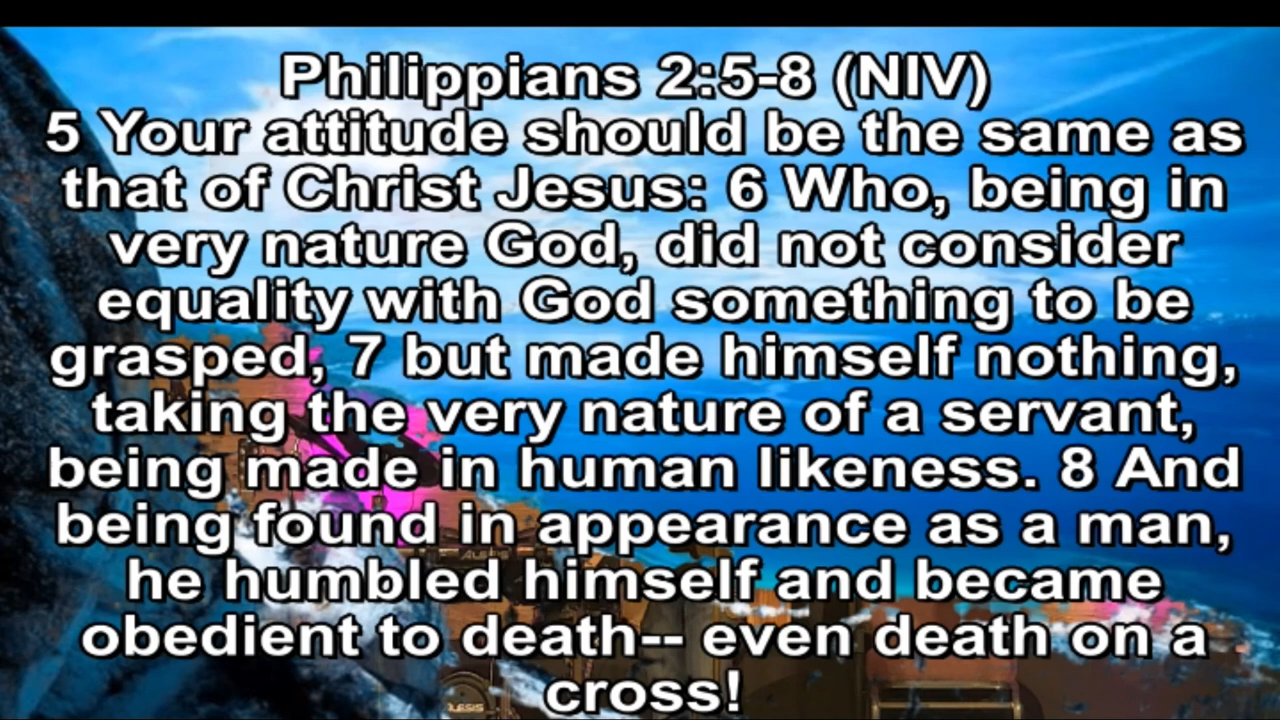 Philippians 2:5-8 (NIV)
5 Your attitude should be the same as
that of Christ Jesus: 6 Who, being in
very nature God, did not consider
equality with God something to be
grasped, 7 but made himself nothing,
taking the very nature of a servant,
being made in human likeness. 8 And
being found in appearance as a man,
ALESIS
he humbled himself and became
obedient to death-- even death on a
cross!
ALESIS